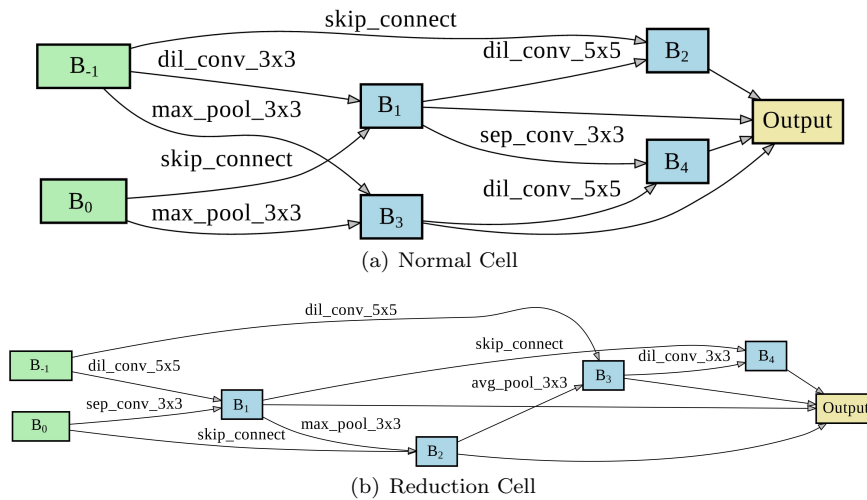 skip_connect
B-1
dil_conv_3x3
dil_conv_5x5
B2
max_pool_3x3
B1
Output
skip_connect
sep_conv_3x3
B4
B0
max_pool_3x3
dil_conv_5x5
B3
(a) Normal Cell
dil_conv_5x5
B-1
dil_conv_5x5
skip_connect
dil_conv_3x3
B4
avg_pool_3x3
B3
sep_conv_3x3
B1
Output
B0
skip_connect
max_pool_3x3
B2
(b) Reduction Cell